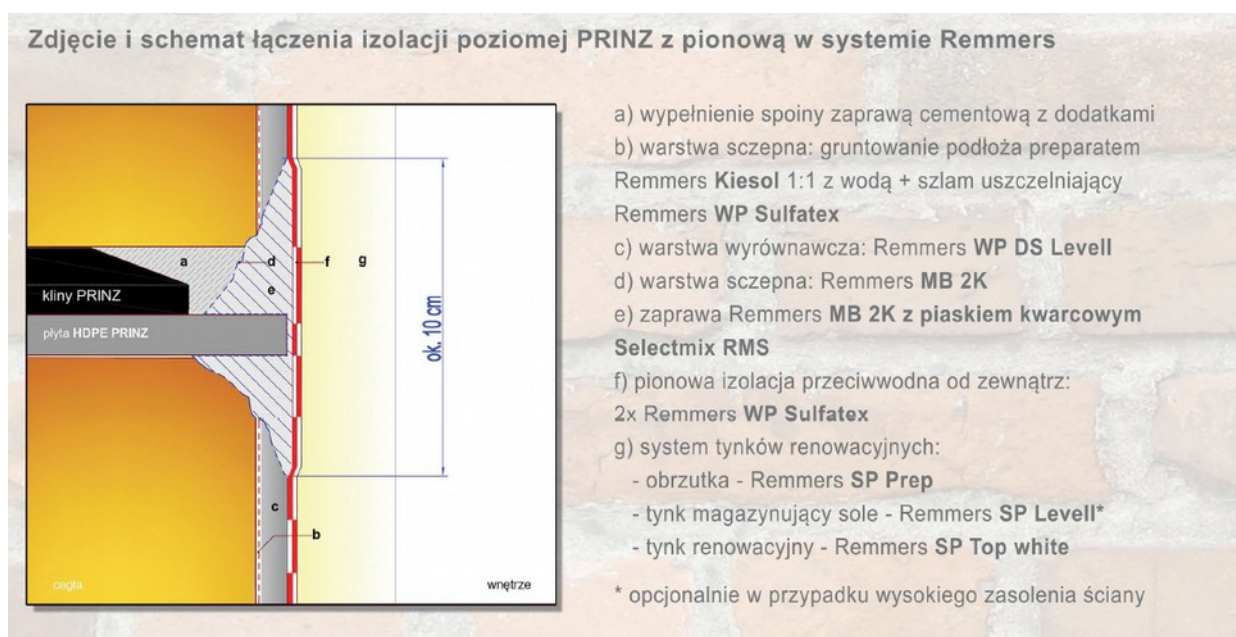 Zdjęcie i schemat łączenia izolacji poziomej PRINZ z pionową w systemie Remmers
a
d
f
g
e
kliny PRINZ
płyta HDPE PRINZ
ok. 10 cm
c
b
cegła
wnętrze
a) wypełnienie spoiny zaprawą cementową z dodatkami
b) warstwa sczepna: gruntowanie podłoża preparatem
Remmers Kiesol 1:1 z wodą + szlam uszczelniający
Remmers WP Sulfatex
c) warstwa wyrównawcza: Remmers WP DS Levell
d) warstwa sczepna: Remmers MB 2K
e) zaprawa Remmers MB 2K z piaskiem kwarcowym
Selectmix RMS
f) pionowa izolacja przeciwwodna od zewnątrz:
2x Remmers WP Sulfatex
g) system tynków renowacyjnych:
- obrzutka - Remmers SP Prep
- tynk magazynujący sole - Remmers SP Levell*
- tynk renowacyjny - Remmers SP Top white
* opcjonalnie w przypadku wysokiego zasolenia ściany